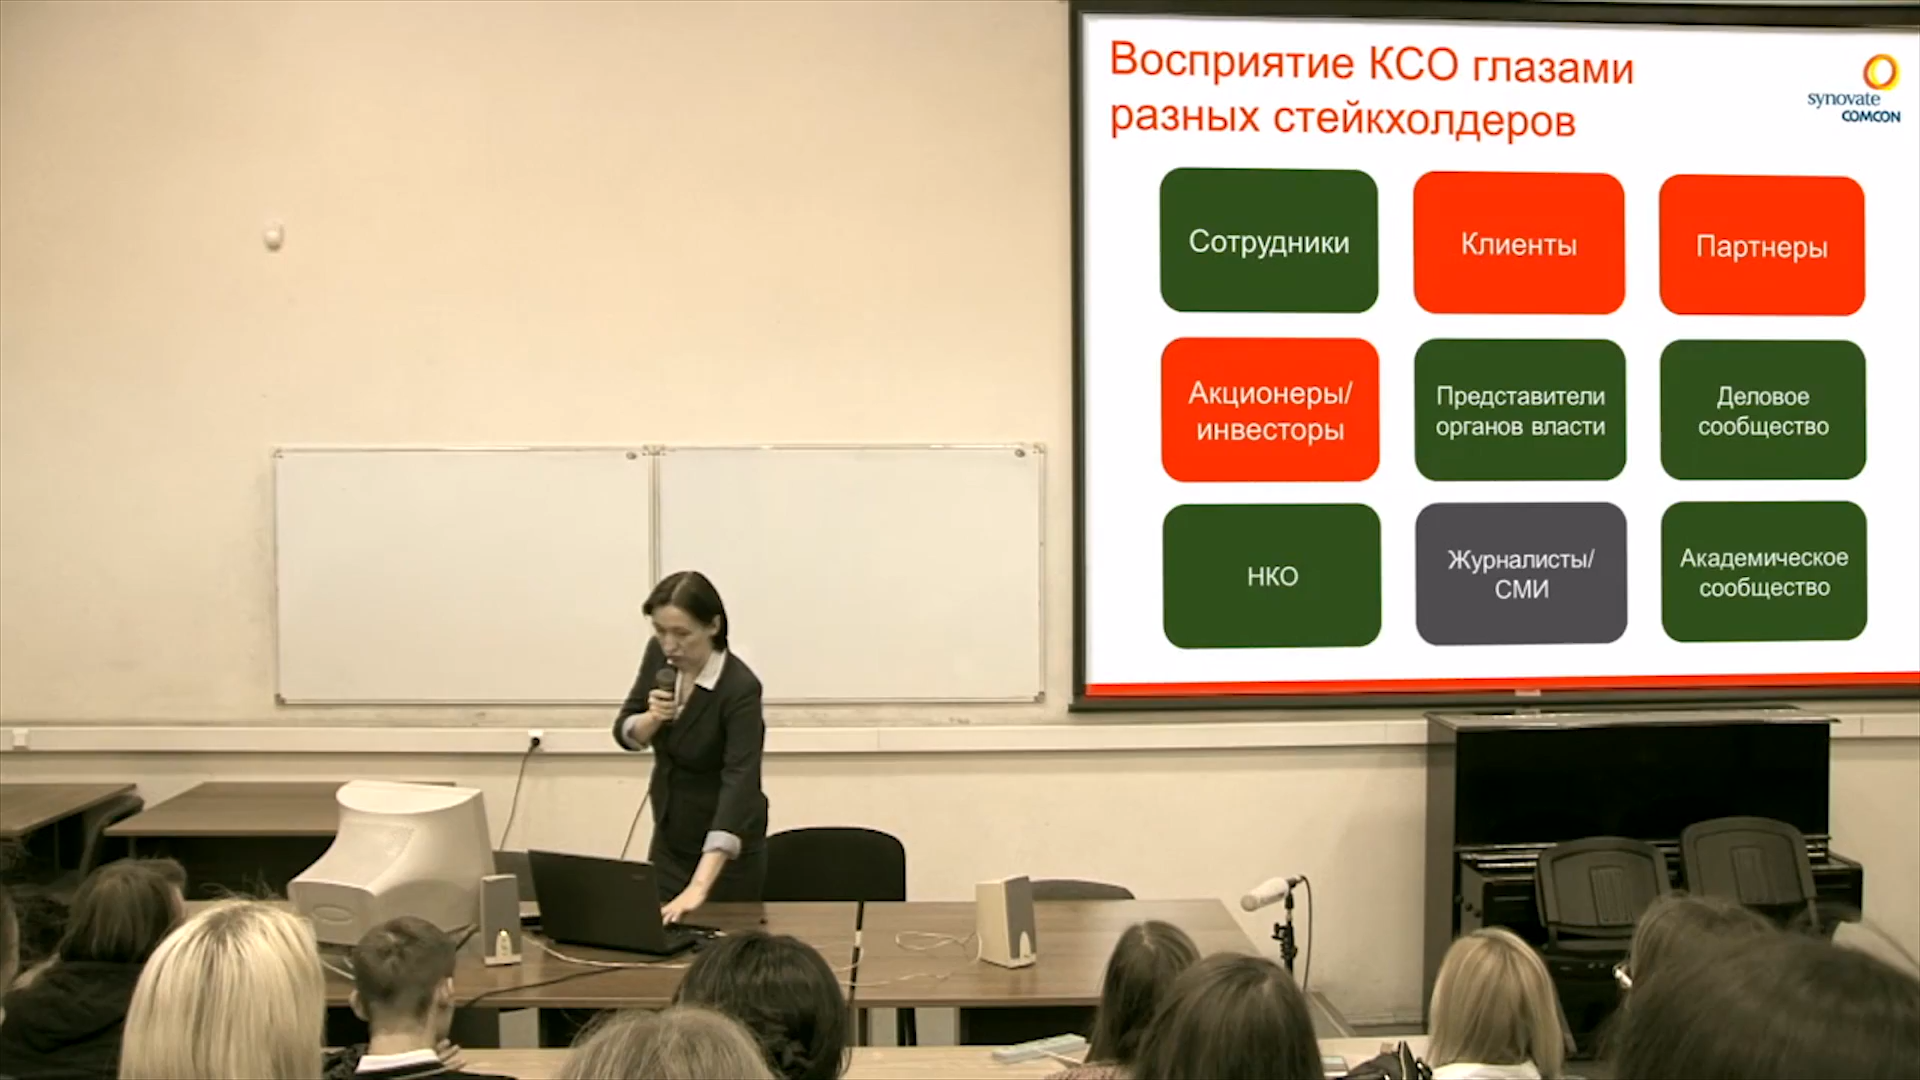 Восприятие КСО глазами
разных стейкхолдеров
synovate
COMCON
Сотрудники
Клиенты
Партнеры
Акционеры/
инвесторы
Представители
органов власти
Деловое
сообщество
НКО
Журналисты/
СМИ
Академическое
сообщество